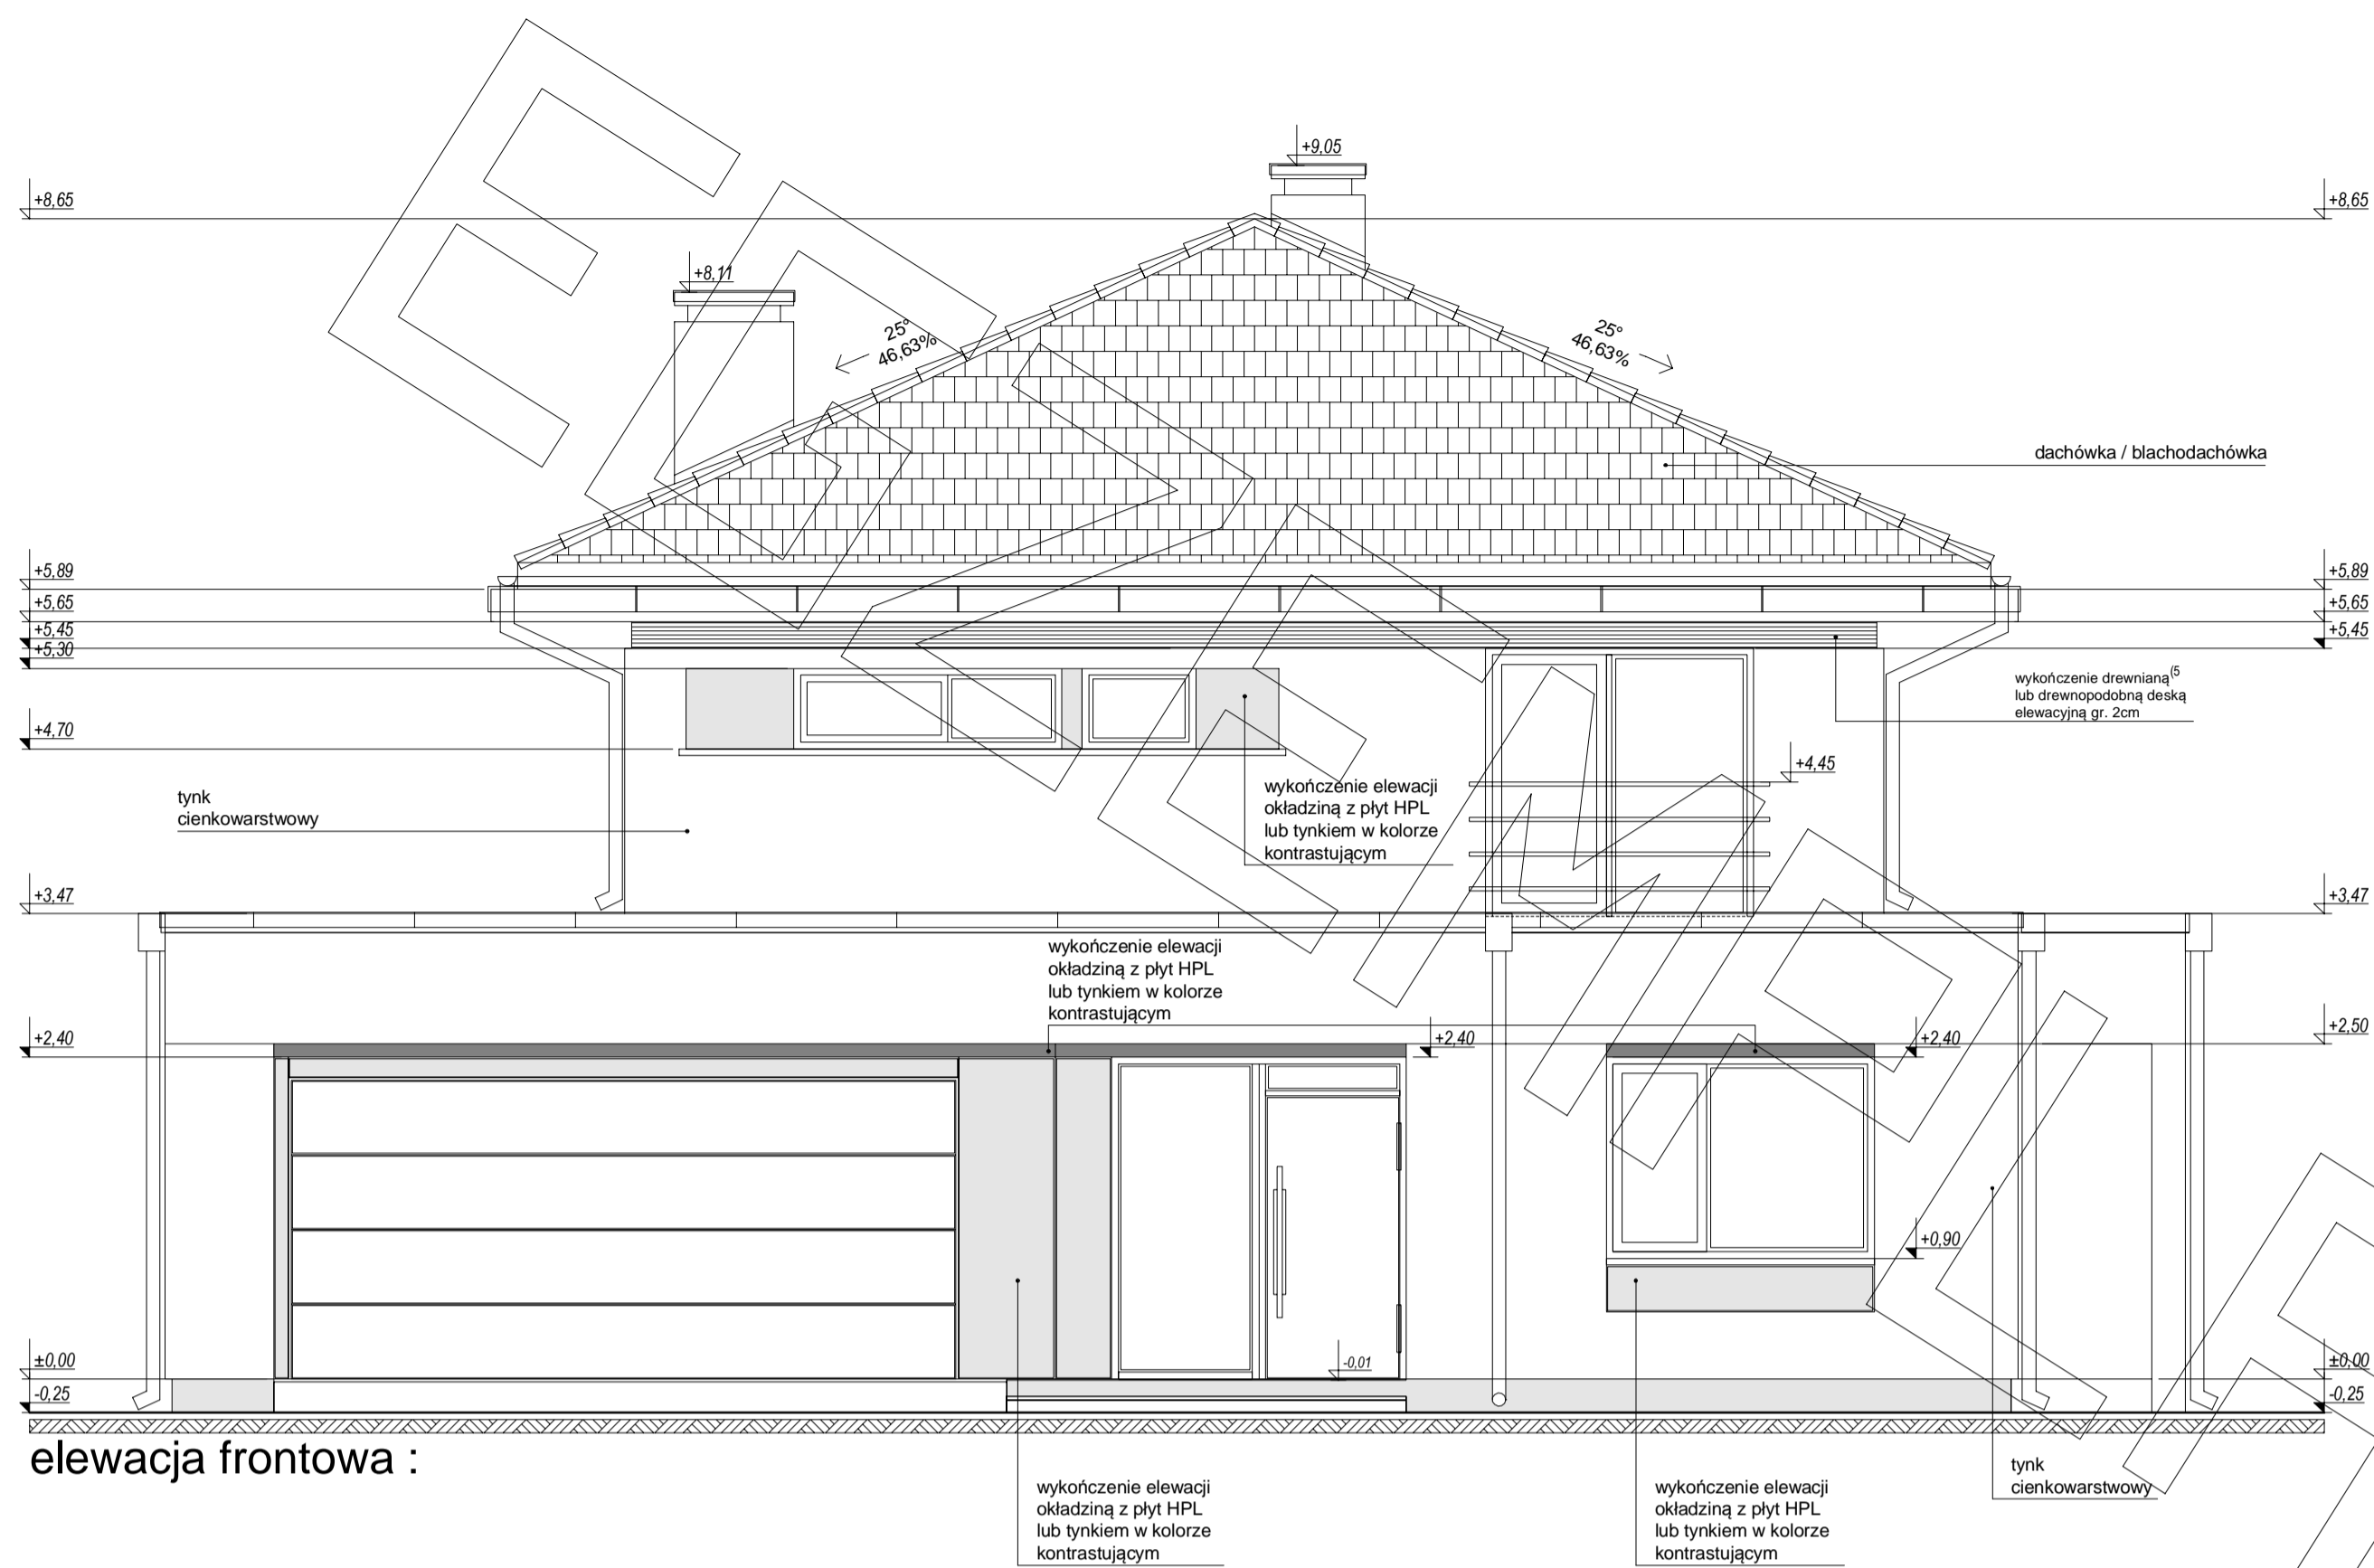 +9,05
+8,65
+8,65
+8,11
25°
46,63%
25°
46,63%
dachówka / blachodachówka
+5,89
+5,89
+5,65
+5,65
+5,45
+5,45
+5,30
wykończenie drewnianą(5
lub drewnopodobną deską
elewacyjną gr. 2cm
+4,70
+4,45
wykończenie elewacji
okładziną z płyt HPL
lub tynkiem w kolorze
kontrastującym
tynk
cienkowarstwowy
+3,47
+3,47
wykończenie elewacji
okładziną z płyt HPL
lub tynkiem w kolorze
kontrastującym
+2,40
+2,40
+2,40
+2,50
+0,90
±0,00
-0,01
±0,00
-0,25
-0,25
elewacja frontowa :
wykończenie elewacji
okładziną z płyt HPL
lub tynkiem w kolorze
kontrastującym
wykończenie elewacji
okładziną z płyt HPL
lub tynkiem w kolorze
kontrastującym
tynk
cienkowarstwowy